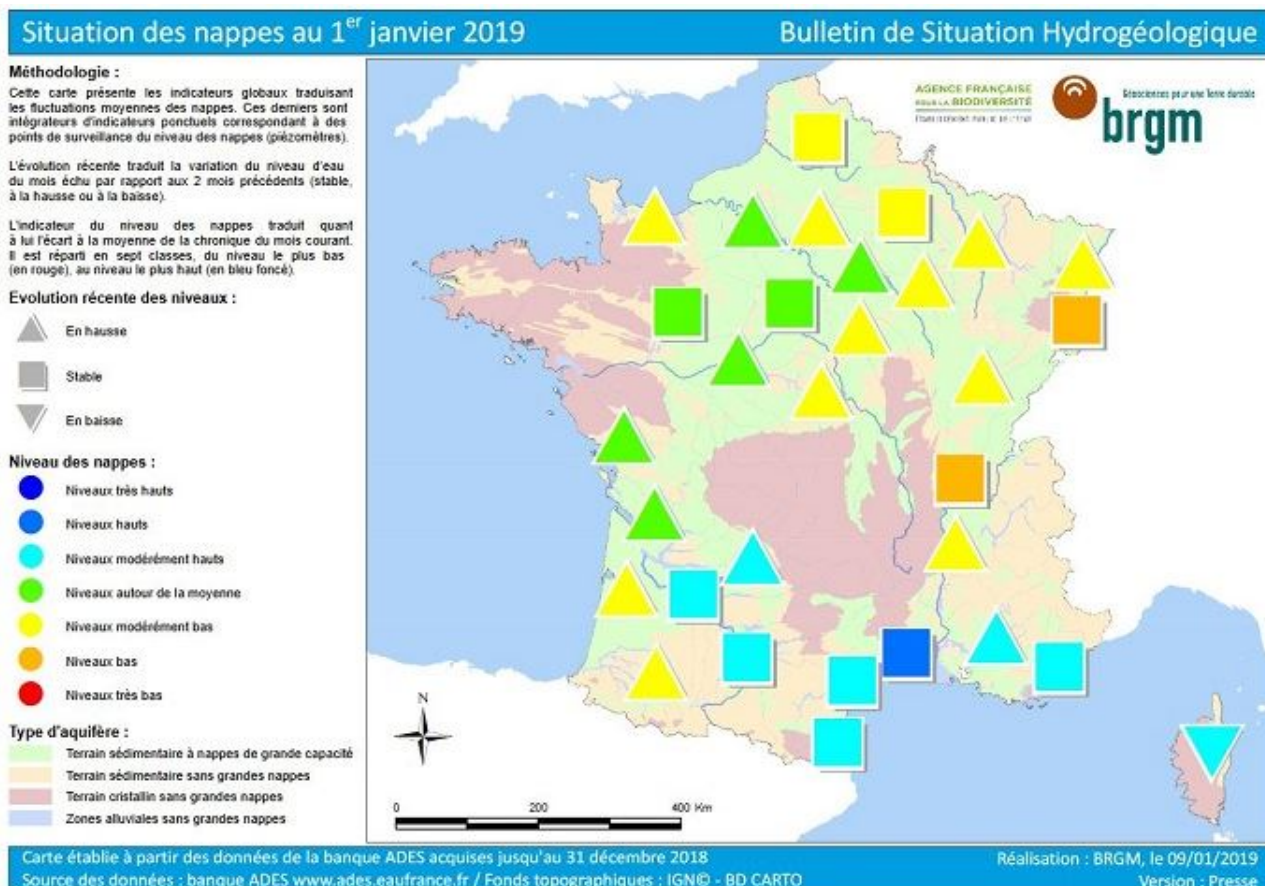 Situation des nappes au 1er janvier 2019
Bulletin de Situation Hydrogéologique
Méthodologie :
Cette carte présente les indicateurs globaux traduisant
les fluctuations moyennes des nappes. Ces derniers sont
intégrateurs d'indicateurs ponctuels correspondant à des
points de surveillance du niveau des nappes (piézomètres).
L'évolution récente traduit la variation du niveau d'eau
du mois échu par rapport aux 2 mois précédents (stable,
à la hausse ou à la baisse).
L'indicateur du niveau des nappes traduit quant
à lui l'écart à la moyenne de la chronique du mois courant.
Il est réparti en sept classes, du niveau le plus bas
(en rouge), au niveau le plus haut (en bleu foncé).
Evolution récente des niveaux :
En hausse
Stable
En baisse
Niveau des nappes :
Niveaux très hauts
Niveaux hauts
Niveaux modérément hauts
Niveaux autour de la moyenne
Niveaux modérément bas
Niveaux bas
Niveaux très bas
Type d'aquifère :
Terrain sédimentaire à nappes de grande capacité
Terrain sédimentaire sans grandes nappes
Terrain cristallin sans grandes nappes
Zones alluviales sans grandes nappes
AGENCE FRANÇAISE
POUR LA BIODIVERSITÉ
ÉTABLISSEMENT PUBLIC DE L'ÉTAT
Géosciences pour une Terre durable
brgm
N
0 200 400 Km
Carte établie à partir des données de la banque ADES acquises jusqu'au 31 décembre 2018
Source des données : banque ADES www.ades.eaufrance.fr / Fonds topographiques : IGN© - BD CARTO
Réalisation : BRGM, le 09/01/2019
Version : Presse